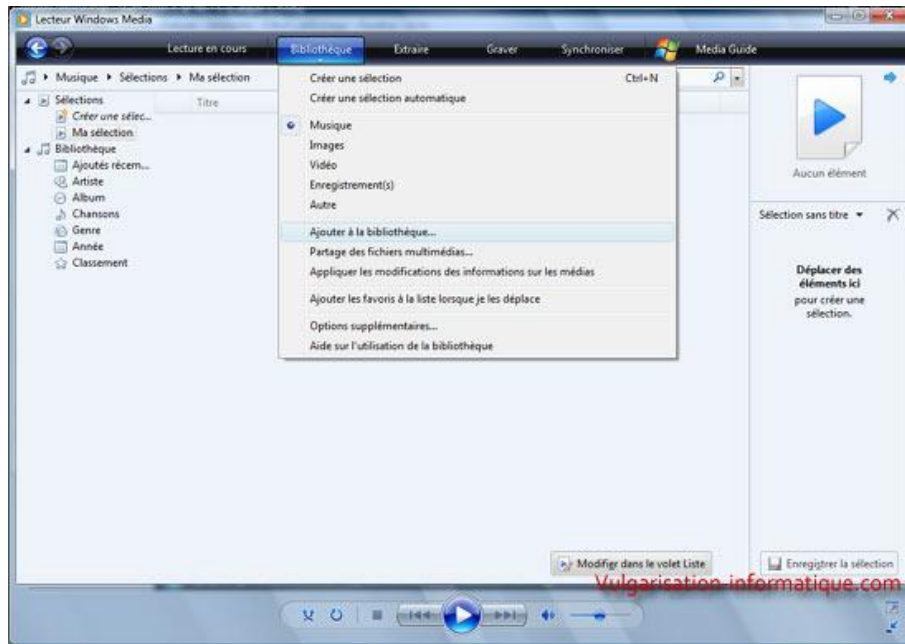 Lecteur Windows Media
Lecture en cours Bibliothèque Extraire Graver Synchroniser Media Guide
Musique Sélections Ma sélection
Sélections
Créer une sélec...
Ma sélection
Bibliothèque
Ajoutés récem...
Artiste
Album
Chansons
Genre
Année
Classement
Titre
Créer une sélection Ctrl+N
Créer une sélection automatique
Musique
Images
Vidéo
Enregistrement(s)
Autre
Ajouter à la bibliothèque...
Partage des fichiers multimédias...
Appliquer les modifications des informations sur les médias
Ajouter les favoris à la liste lorsque je les déplace
Options supplémentaires...
Aide sur l'utilisation de la bibliothèque
Aucun élément
Sélection sans titre
Déplacer des
éléments ici
pour créer une
sélection.
Modifier dans le volet Liste
Enregistrer la sélection
Vulgarisation-informatique.com